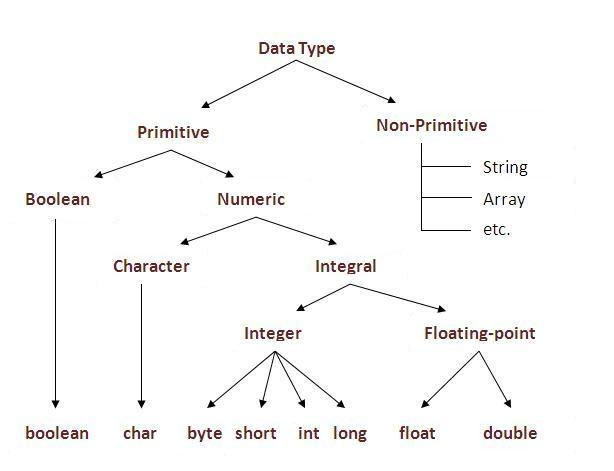 Data Type
Primitive
Non-Primitive
String
Array
etc.
Boolean
Numeric
Character
Integral
Integer
Floating-point
boolean char byte short int long float double